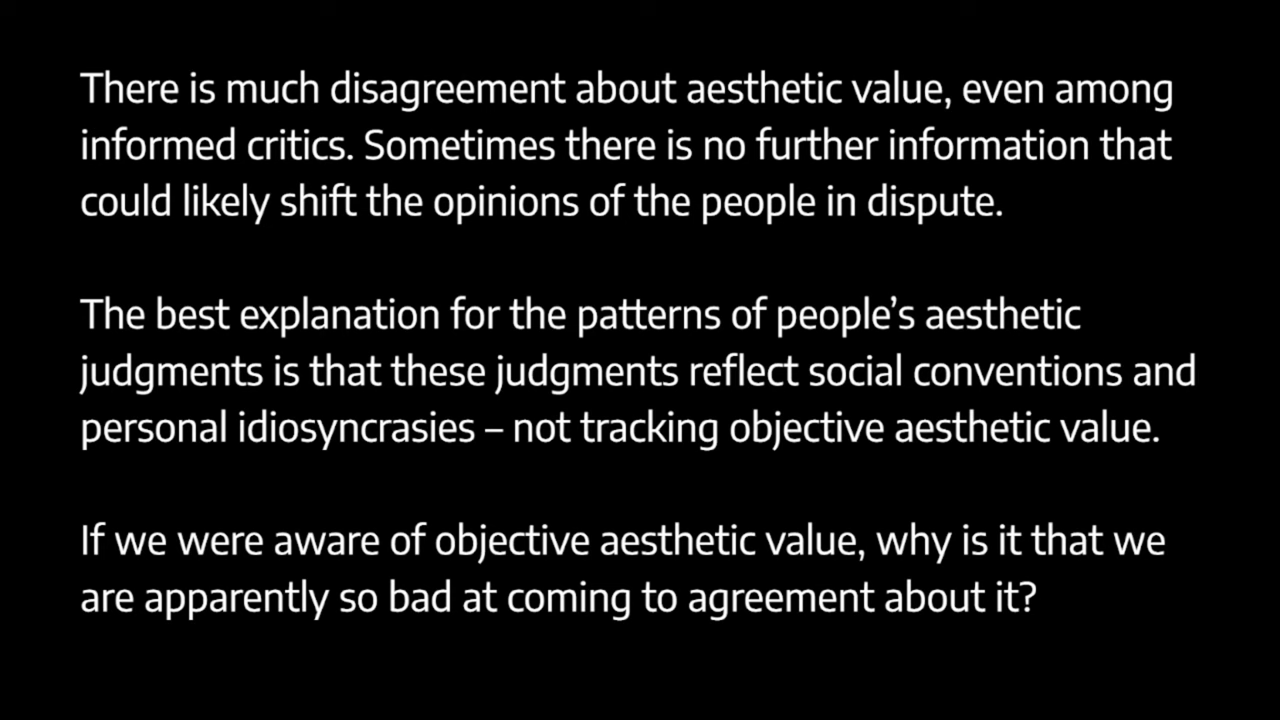 There is much disagreement about aesthetic value, even among
informed critics. Sometimes there is no further information that
could likely shift the opinions of the people in dispute.
The best explanation for the patterns of people’s aesthetic
judgments is that these judgments reflect social conventions and
personal idiosyncrasies – not tracking objective aesthetic value.
If we were aware of objective aesthetic value, why is it that we
are apparently so bad at coming to agreement about it?